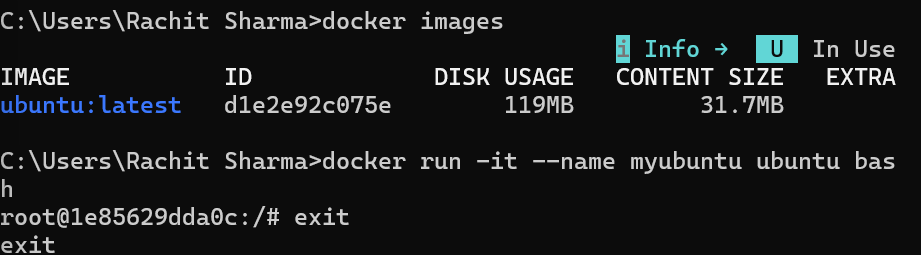 C:\Users\Rachit Sharma>docker images
i Info → U In Use
IMAGE ID DISK USAGE CONTENT SIZE EXTRA
ubuntu:latest d1e2e92c075e 119MB 31.7MB
C:\Users\Rachit Sharma>docker run -it --name myubuntu ubuntu bas
h
root@1e85629dda0c:/# exit
exit